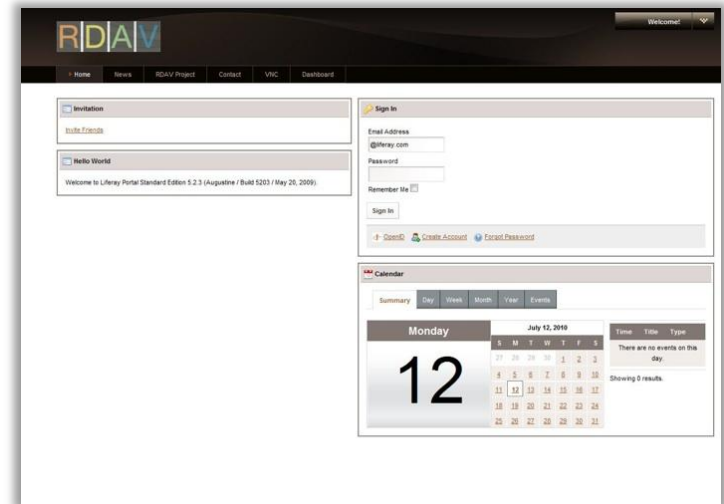 RDAV
Welcome!
Home News RDAV Project Contact VNC Dashboard
Invitation
Invite Friends
Hello World
Welcome to Liferay Portal Standard Edition 5.2.3 (Augustine / Build 5203 / May 20, 2009).
Sign In
Email Address
@liferay.com
Password
Remember Me
Sign In
OpenID Create Account Forgot Password
Calendar
Summary Day Week Month Year Events
Monday
12
July 12, 2010
S M T W T F S
27 28 29 30 1 2 3
4 5 6 7 8 9 10
11 12 13 14 15 16 17
18 19 20 21 22 23 24
25 26 27 28 29 30 31
Time Title Type
There are no events on this
day.
Showing 0 results.